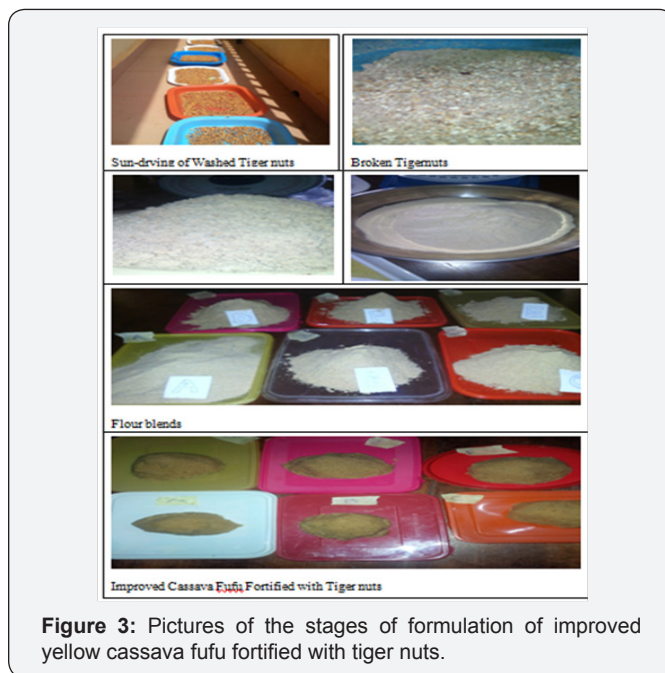 Sun-drying of Washed Tiger nuts
Broken Tigernuts
A
Flour blends
Improved Cassava Fufu Fortified with Tiger nuts
Figure 3: Pictures of the stages of formulation of improved
yellow cassava fufu fortified with tiger nuts.